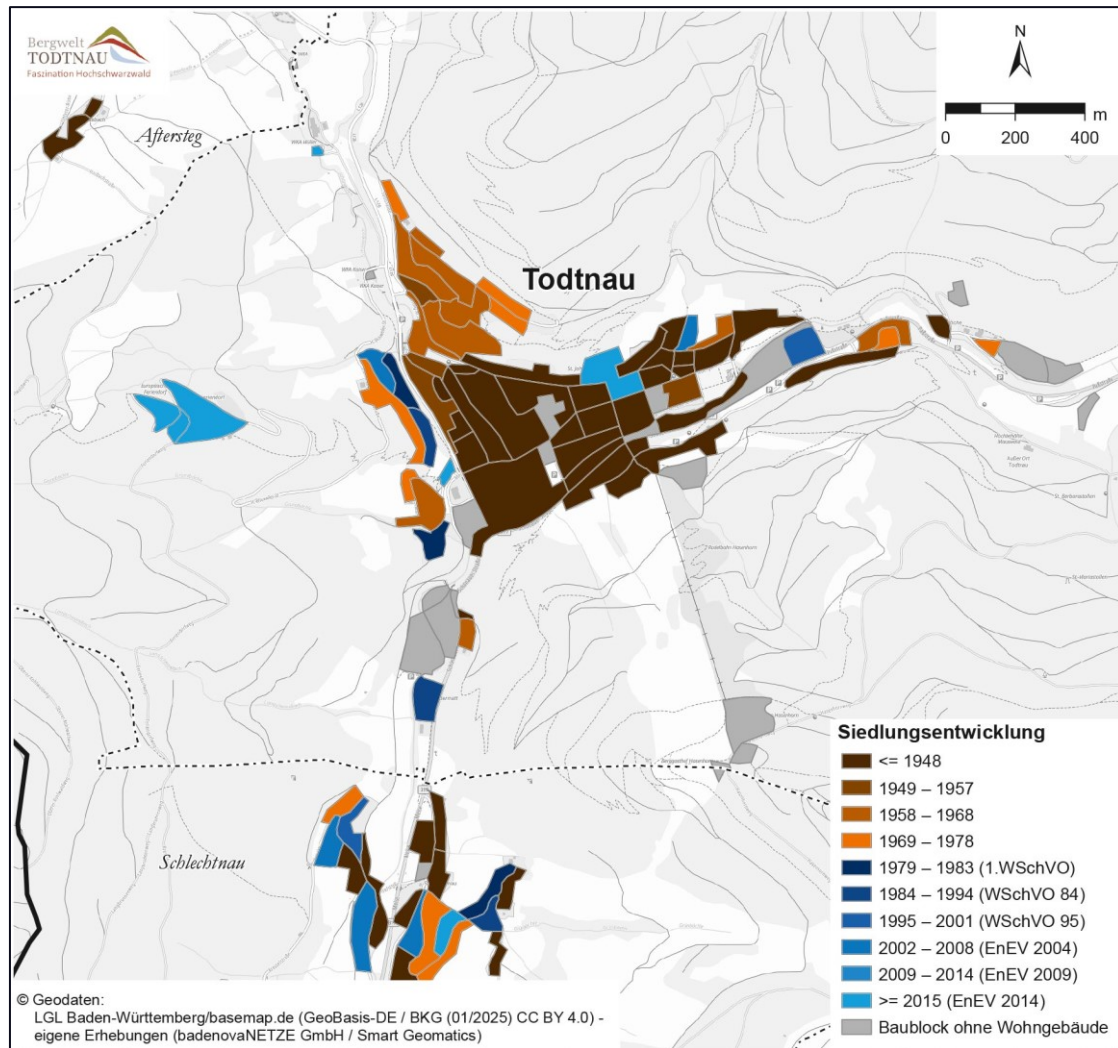 Bergwelt
TODTNAU
Faszination Hochschwarzwald
N
0 200 400 m
Aftersteg
Todtnau
Schlechtnau
Siedlungsentwicklung
<= 1948
1949 – 1957
1958 – 1968
1969 – 1978
1979 – 1983 (1.WSchVO)
1984 – 1994 (WSchVO 84)
1995 – 2001 (WSchVO 95)
2002 – 2008 (EnEV 2004)
2009 – 2014 (EnEV 2009)
>= 2015 (EnEV 2014)
Baublock ohne Wohngebäude
© Geodaten:
LGL Baden-Württemberg/basemap.de (GeoBasis-DE / BKG (01/2025) CC BY 4.0) -
eigene Erhebungen (badenovaNETZE GmbH / Smart Geomatics)